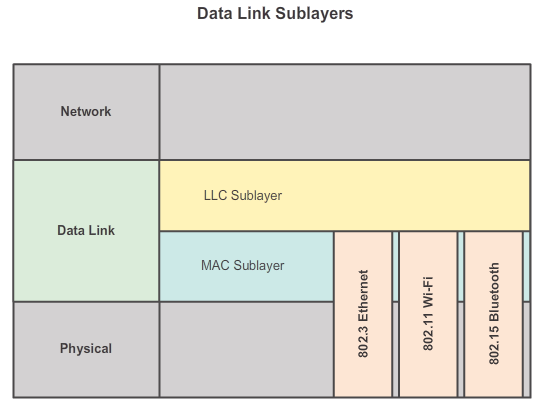 Data Link Sublayers
Network
Data Link
LLC Sublayer
MAC Sublayer
802.3 Ethernet
802.11 Wi-Fi
802.15 Bluetooth
Physical